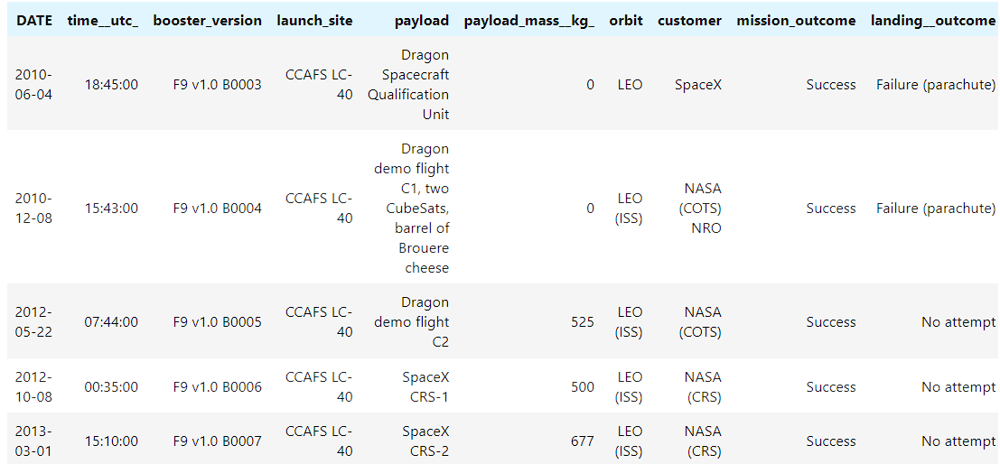 DATE time__utc_ booster_version launch_site payload payload_mass__kg_ orbit customer mission_outcome landing__outcome
2010-
06-04
18:45:00
F9 v1.0 B0003
CCAFS LC-
40
Dragon
Spacecraft
Qualification
Unit
0
LEO
SpaceX
Success
Failure (parachute)
2010-
12-08
15:43:00
F9 v1.0 B0004
CCAFS LC-
40
Dragon
demo flight
C1, two
CubeSats,
barrel of
Brouere
cheese
0
LEO
(ISS)
NASA
(COTS)
NRO
Success
Failure (parachute)
2012-
05-22
07:44:00
F9 v1.0 B0005
CCAFS LC-
40
Dragon
demo flight
C2
525
LEO
(ISS)
NASA
(COTS)
Success
No attempt
2012-
10-08
00:35:00
F9 v1.0 B0006
CCAFS LC-
40
SpaceX
CRS-1
500
LEO
(ISS)
NASA
(CRS)
Success
No attempt
2013-
03-01
15:10:00
F9 v1.0 B0007
CCAFS LC-
40
SpaceX
CRS-2
677
LEO
(ISS)
NASA
(CRS)
Success
No attempt